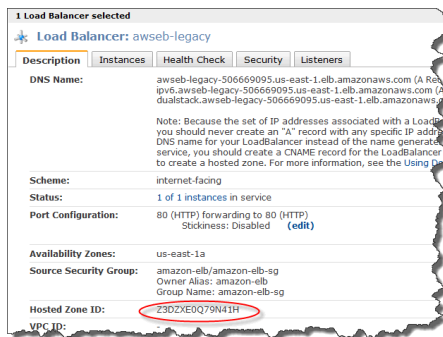 1 Load Balancer selected
Load Balancer: awseb-legacy
Description Instances Health Check Security Listeners
DNS Name: awseb-legacy-506669095.us-east-1.elb.amazonaws.com (A Rec
ipv6.awseb-legacy-506669095.us-east-1.elb.amazonaws.com (A
dualstack.awseb-legacy-506669095.us-east-1.elb.amazonaws.c
Note: Because the set of IP addresses associated with a LoadB
you should never create an "A" record with any specific IP addre
DNS name for your LoadBalancer instead of the name generate
service, you should create a CNAME record for the LoadBalancer
to create a hosted zone. For more information, see the Using Do
Scheme: internet-facing
Status: 1 of 1 instances in service
Port Configuration: 80 (HTTP) forwarding to 80 (HTTP)
Stickiness: Disabled (edit)
Availability Zones: us-east-1a
Source Security Group: amazon-elb/amazon-elb-sg
Owner Alias: amazon-elb
Group Name: amazon-elb-sg
Hosted Zone ID: Z3DZXE0Q79N41H
VPC ID: -